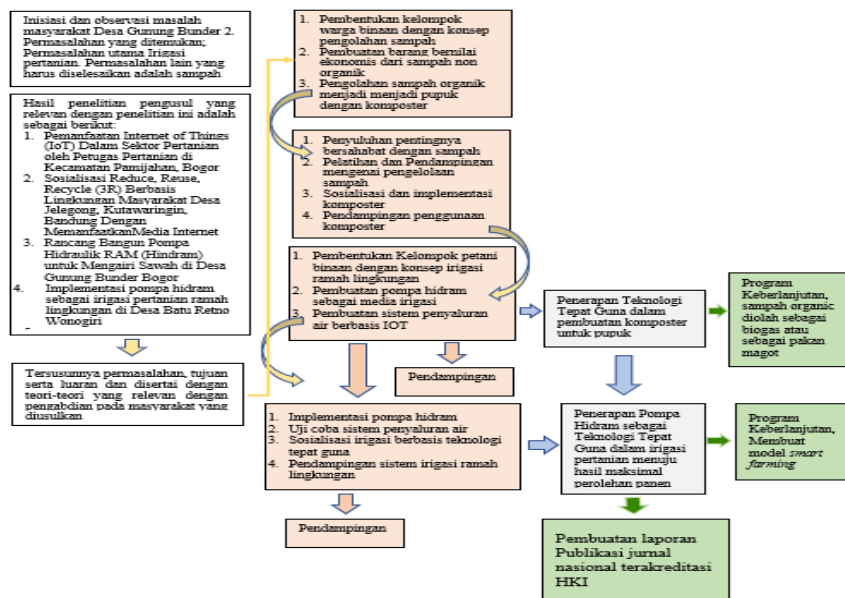 Inisiasi dan observasi masalah
masyarakat Desa Gunung Bunder 2.
Permasalahan yang ditemukan;
Permasalahan utama Irigasi
pertanian. Permasalahan lain yang
harus diselesaikan adalah sampah
Hasil penelitian pengusul yang
relevan dengan penelitian ini adalah
sebagai berikut:
1. Pemanfaatan Internet of Things
(IoT) Dalam Sektor Pertanian
oleh Petugas Pertanian di
Kecamatan Pamijahan, Bogor
2. Sosialisasi Reduce, Reuse,
Recycle (3R) Berbasis
Lingkungan Masyarakat Desa
Jelegong, Kutawaringin,
Bandung Dengan
MemanfaatkanMedia Internet
3. Rancang Bangun Pompa
Hidraulik RAM (Hindram)
untuk Mengairi Sawah di Desa
Gunung Bunder Bogor
4. Implementasi pompa hidram
sebagai irigasi pertanian ramah
lingkungan di Desa Batu Retno
Wonogiri
Tersusunnya permasalahan, tujuan
serta luaran dan disertai dengan
teori-teori yang relevan dengan
pengabdian pada masyarakat yang
diusulkan
1. Pembentukan kelompok
warga binaan dengan konsep
pengolahan sampah
2. Pembuatan barang bernilai
ekonomis dari sampah non
organik
3. Pengolahan sampah organik
menjadi menjadi pupuk
dengan komposter
1. Penyuluhan pentingnya
bersahabat dengan sampah
2. Pelatihan dan Pendampingan
mengenai pengelolaan
sampah
3. Sosialisasi dan implementasi
komposter
4. Pendampingan penggunaan
komposter
1. Pembentukan Kelompok petani
binaan dengan konsep irigasi
ramah lingkungan
2. Pembuatan pompa hidram
sebagai media irigasi
3. Pembuatan sistem penyaluran
air berbasis IOT
Pendampingan
1. Implementasi pompa hidram
2. Uji coba sistem penyaluran air
3. Sosialisasi irigasi berbasis teknologi
tepat guna
4. Pendampingan sistem irigasi ramah
lingkungan
Pendampingan
Penerapan Teknologi
Tepat Guna dalam
pembuatan komposter
untuk pupuk
Program
Keberlanjutan,
sampah organic
diolah sebagai
biogas atau
sebagai pakan
magot
Penerapan Pompa
Hidram sebagai
Teknologi Tepat
Guna dalam irigasi
pertanian menuju
hasil maksimal
perolehan panen
Program
Keberlanjutan,
Membuat
model smart
farming
Pembuatan laporan
Publikasi jurnal
nasional terakreditasi
HKI